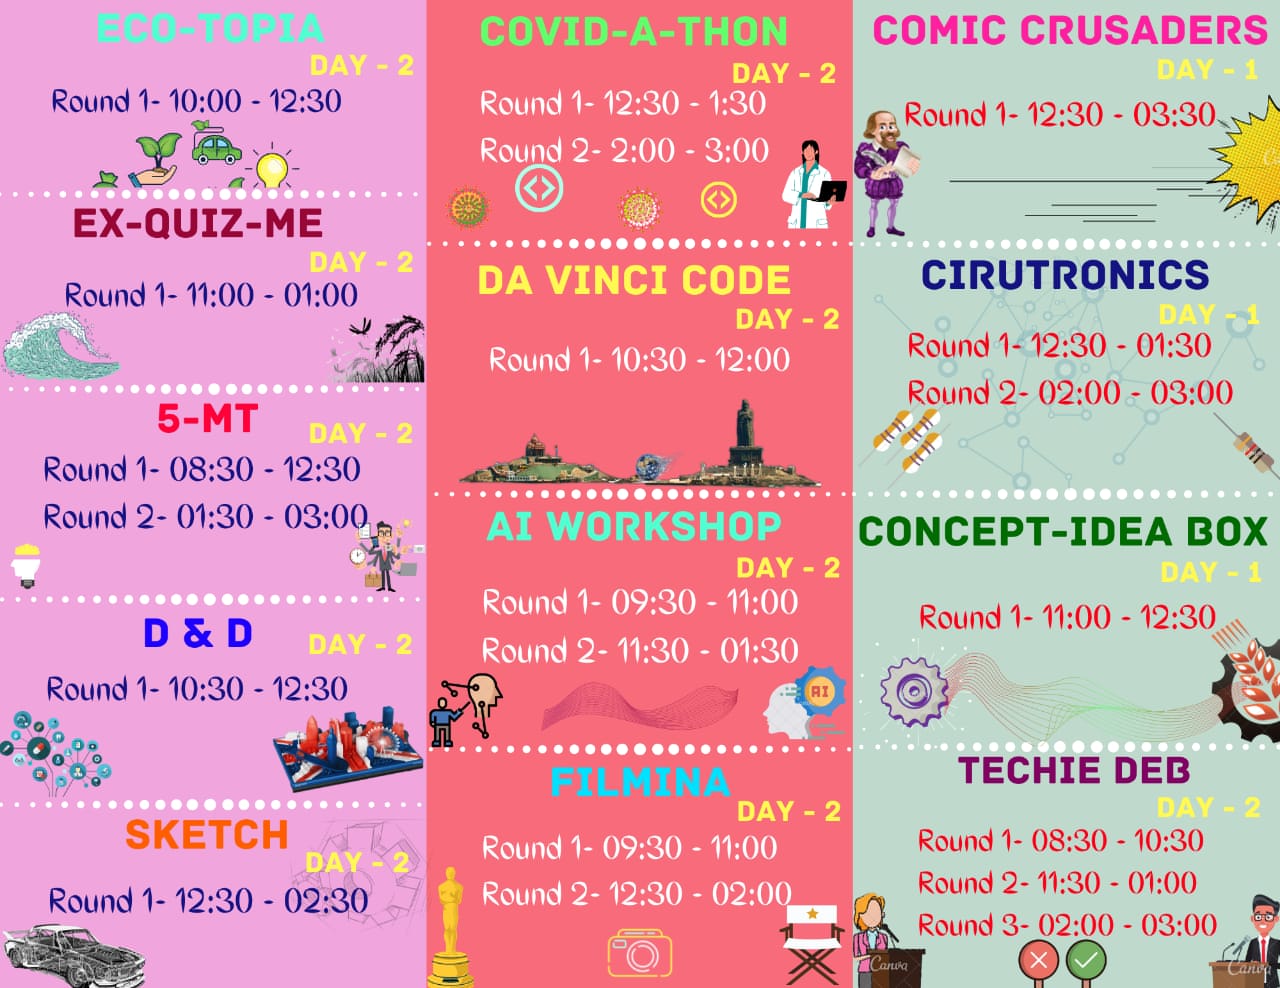 ECO-TOPIA
DAY - 2
Round 1- 10:00 - 12:30
EX-QUIZ-ME
DAY - 2
Round 1- 11:00 - 01:00
5-MT
DAY - 2
Round 1- 08:30 - 12:30
Round 2- 01:30 - 03:00
D & D
DAY - 2
Round 1- 10:30 - 12:30
SKETCH
DAY - 2
Round 1- 12:30 - 02:30
COVID-A-THON
DAY - 2
Round 1- 12:30 - 1:30
Round 2- 2:00 - 3:00
DA VINCI CODE
DAY - 2
Round 1- 10:30 - 12:00
AI WORKSHOP
DAY - 2
Round 1- 09:30 - 11:00
Round 2- 11:30 - 01:30
AI
FILMINA
DAY - 2
Round 1- 09:30 - 11:00
Round 2- 12:30 - 02:00
COMIC CRUSADERS
DAY - 1
Round 1- 12:30 - 03:30
CIRUTRONICS
DAY - 1
Round 1- 12:30 - 01:30
Round 2- 02:00 - 03:00
CONCEPT-IDEA BOX
DAY - 1
Round 1- 11:00 - 12:30
TECHIE DEB
DAY - 2
Round 1- 08:30 - 10:30
Round 2- 11:30 - 01:00
Round 3- 02:00 - 03:00
Canva
Canva